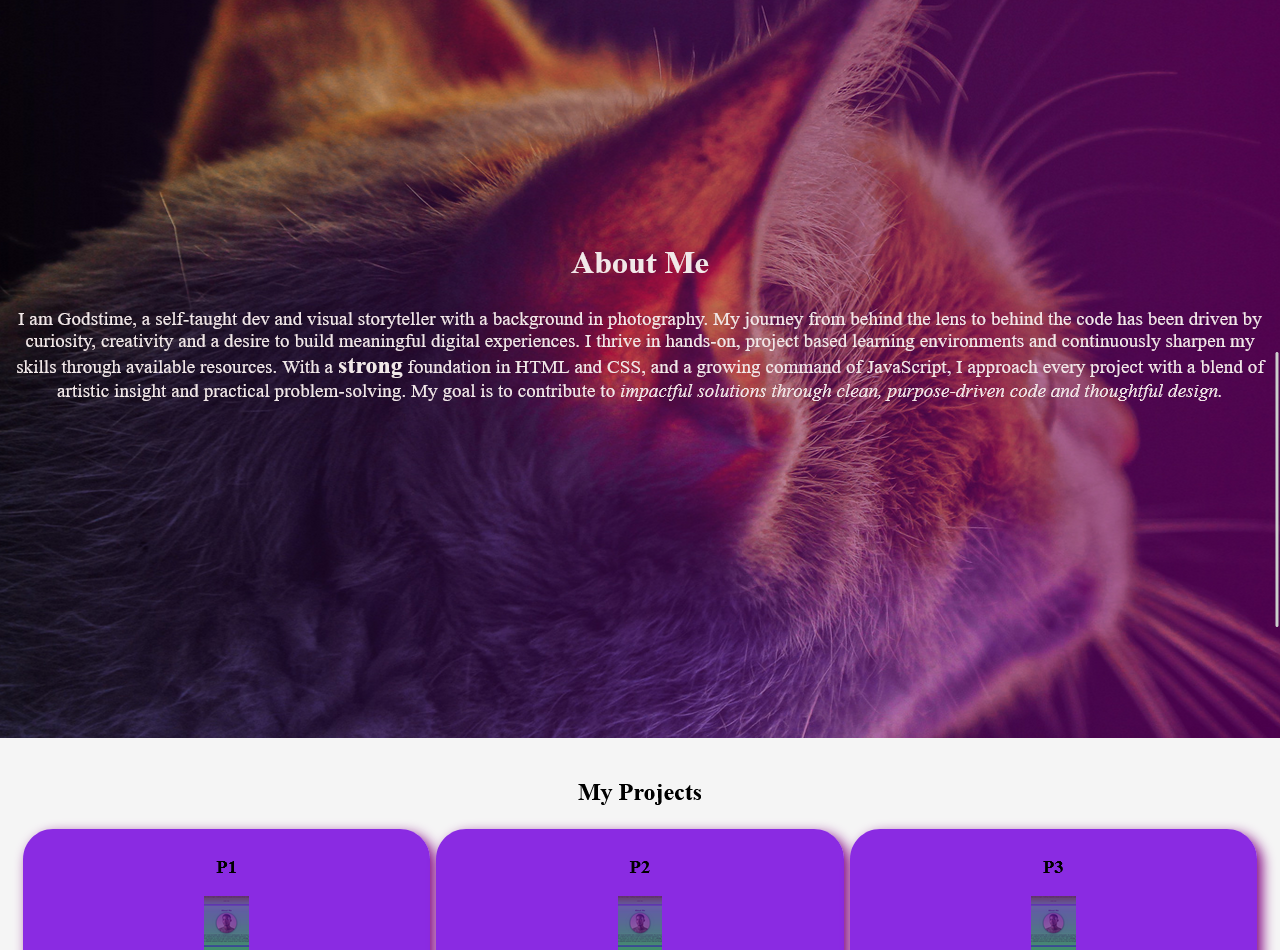 About Me
I am Godstime, a self-taught dev and visual storyteller with a background in photography. My journey from behind the lens to behind the code has been driven by
curiosity, creativity and a desire to build meaningful digital experiences. I thrive in hands-on, project based learning environments and continuously sharpen my
skills through available resources. With a strong foundation in HTML and CSS, and a growing command of JavaScript, I approach every project with a blend of
artistic insight and practical problem-solving. My goal is to contribute to impactful solutions through clean, purpose-driven code and thoughtful design.
My Projects
P1
P2
P3